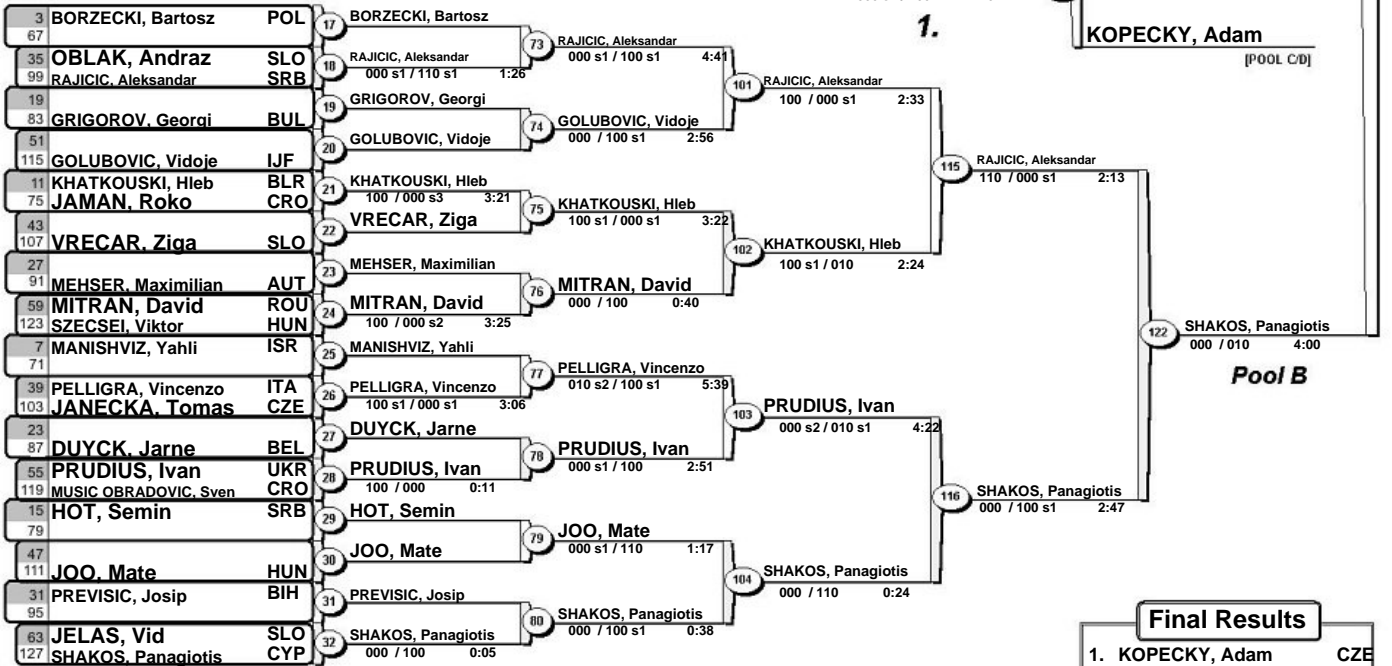 1.
KOPECKY, Adam
[POOL C/D]
3 BORZECKI, Bartosz POL
67
35 OBLAK, Andraz SLO
99 RAJICIC, Aleksandar SRB
19
83 GRIGOROV, Georgi BUL
51
115 GOLUBOVIC, Vidoje IJF
11 KHATKOUSKI, Hleb BLR
75 JAMAN, Roko CRO
43
107 VRECAR, Ziga SLO
27
91 MEHSER, Maximilian AUT
59 MITRAN, David ROU
123 SZECSEI, Viktor HUN
7 MANISHVIZ, Yahli ISR
71
39 PELLIGRA, Vincenzo ITA
103 JANECKA, Tomas CZE
23
87 DUYCK, Jarne BEL
55 PRUDIUS, Ivan UKR
119 MUSIC OBRADOVIC, Sven CRO
15 HOT, Semin SRB
79
47
111 JOO, Mate HUN
31 PREVISIC, Josip BIH
95
63 JELAS, Vid SLO
127 SHAKOS, Panagiotis CYP
17 BORZECKI, Bartosz
18 RAJICIC, Aleksandar
000 s1 / 110 s1 1:26
19 GRIGOROV, Georgi
20 GOLUBOVIC, Vidoje
21 KHATKOUSKI, Hleb
100 / 000 s3 3:21
22 VRECAR, Ziga
23 MEHSER, Maximilian
24 MITRAN, David
100 / 000 s2 3:25
25 MANISHVIZ, Yahli
26 PELLIGRA, Vincenzo
100 s1 / 000 s1 3:06
27 DUYCK, Jarne
28 PRUDIUS, Ivan
100 / 000 0:11
29 HOT, Semin
30 JOO, Mate
31 PREVISIC, Josip
32 SHAKOS, Panagiotis
000 / 100 0:05
73 RAJICIC, Aleksandar
000 s1 / 100 s1 4:41
74 GOLUBOVIC, Vidoje
000 / 100 s1 2:56
75 KHATKOUSKI, Hleb
100 s1 / 000 s1 3:22
76 MITRAN, David
000 / 100 0:40
77 PELLIGRA, Vincenzo
010 s2 / 100 s1 5:39
78 PRUDIUS, Ivan
000 s1 / 100 2:51
79 JOO, Mate
000 s1 / 110 1:17
80 SHAKOS, Panagiotis
000 / 100 s1 0:38
101 RAJICIC, Aleksandar
100 / 000 s1 2:33
102 KHATKOUSKI, Hleb
100 s1 / 010 2:24
103 PRUDIUS, Ivan
000 s2 / 010 s1 4:22
104 SHAKOS, Panagiotis
000 / 110 0:24
115 RAJICIC, Aleksandar
110 / 000 s1 2:13
116 SHAKOS, Panagiotis
000 / 100 s1 2:47
122 SHAKOS, Panagiotis
000 / 010 4:00
Pool B
Final Results
1. KOPECKY, Adam CZE